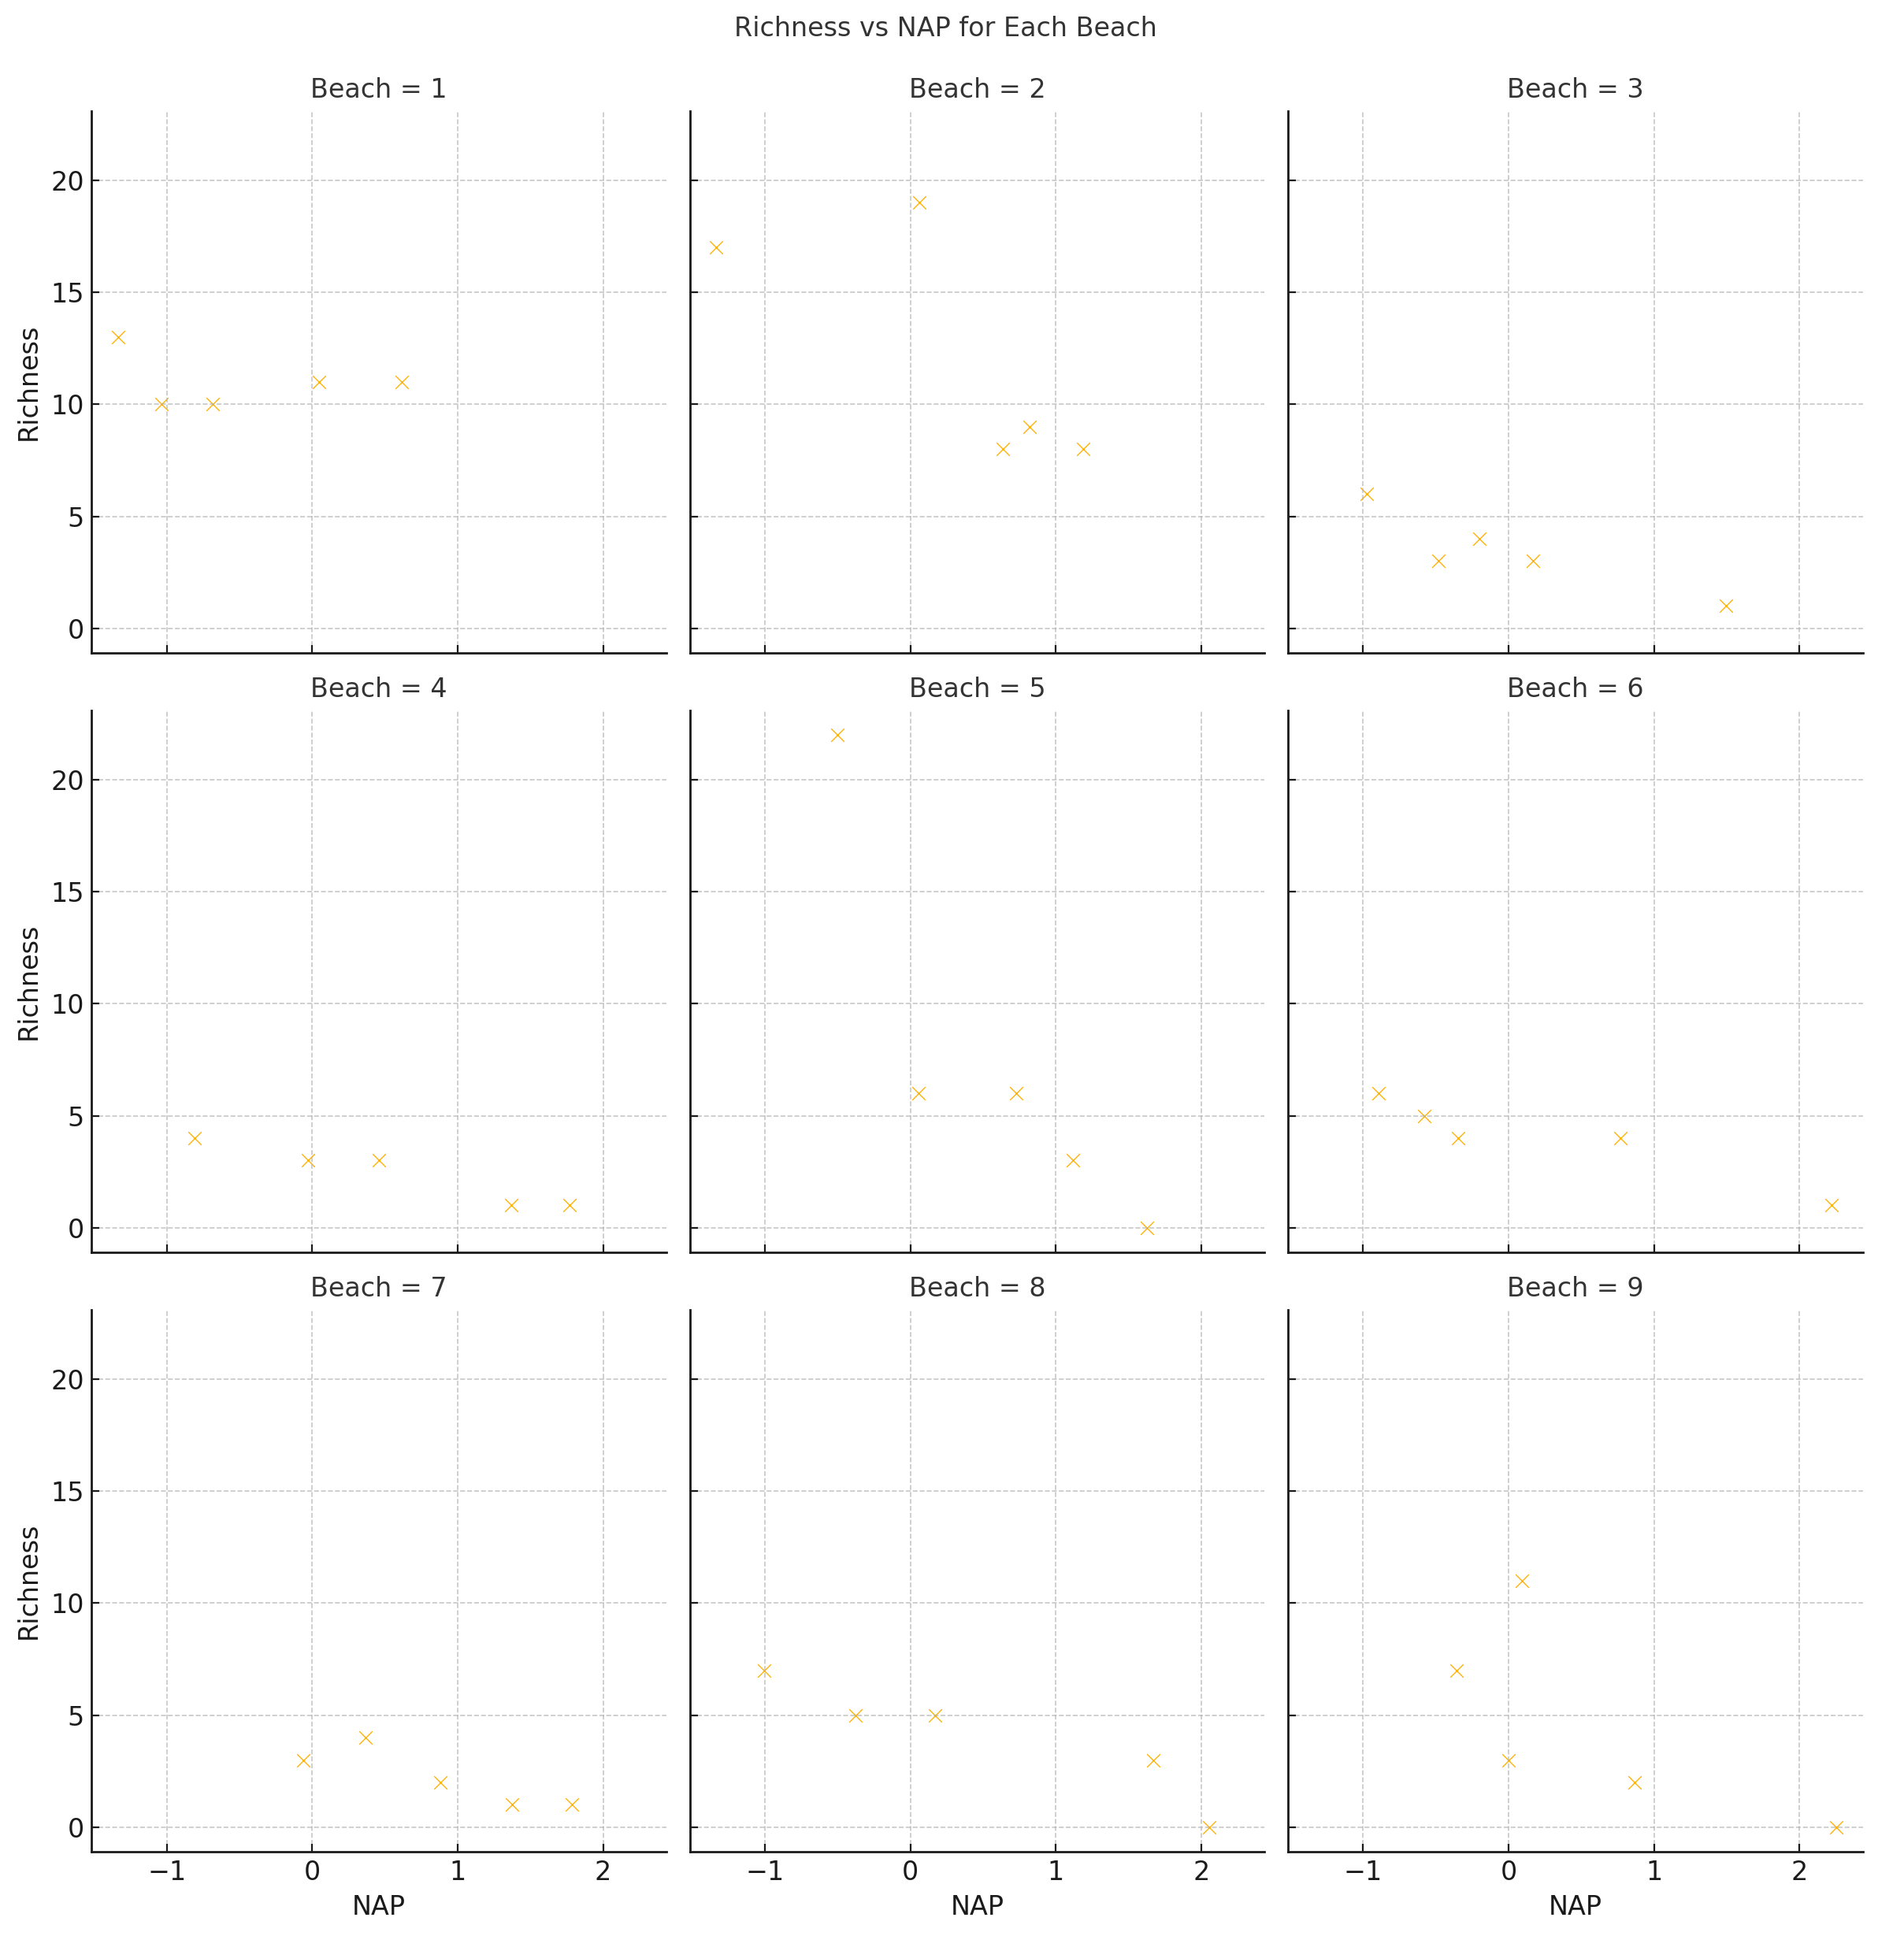 Richness vs NAP for Each Beach
Beach = 1
Beach = 2
Beach = 3
20
15
10
5
0
Richness
Beach = 4
Beach = 5
Beach = 6
20
15
10
5
0
Richness
Beach = 7
Beach = 8
Beach = 9
20
15
10
5
0
Richness
−1 0 1 2
−1 0 1 2
−1 0 1 2
NAP
NAP
NAP